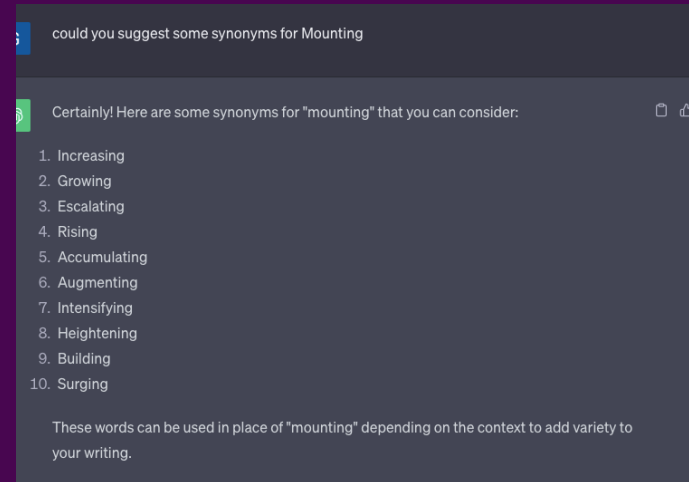 could you suggest some synonyms for Mounting
Certainly! Here are some synonyms for "mounting" that you can consider:
1. Increasing
2. Growing
3. Escalating
4. Rising
5. Accumulating
6. Augmenting
7. Intensifying
8. Heightening
9. Building
10. Surging
These words can be used in place of "mounting" depending on the context to add variety to
your writing.